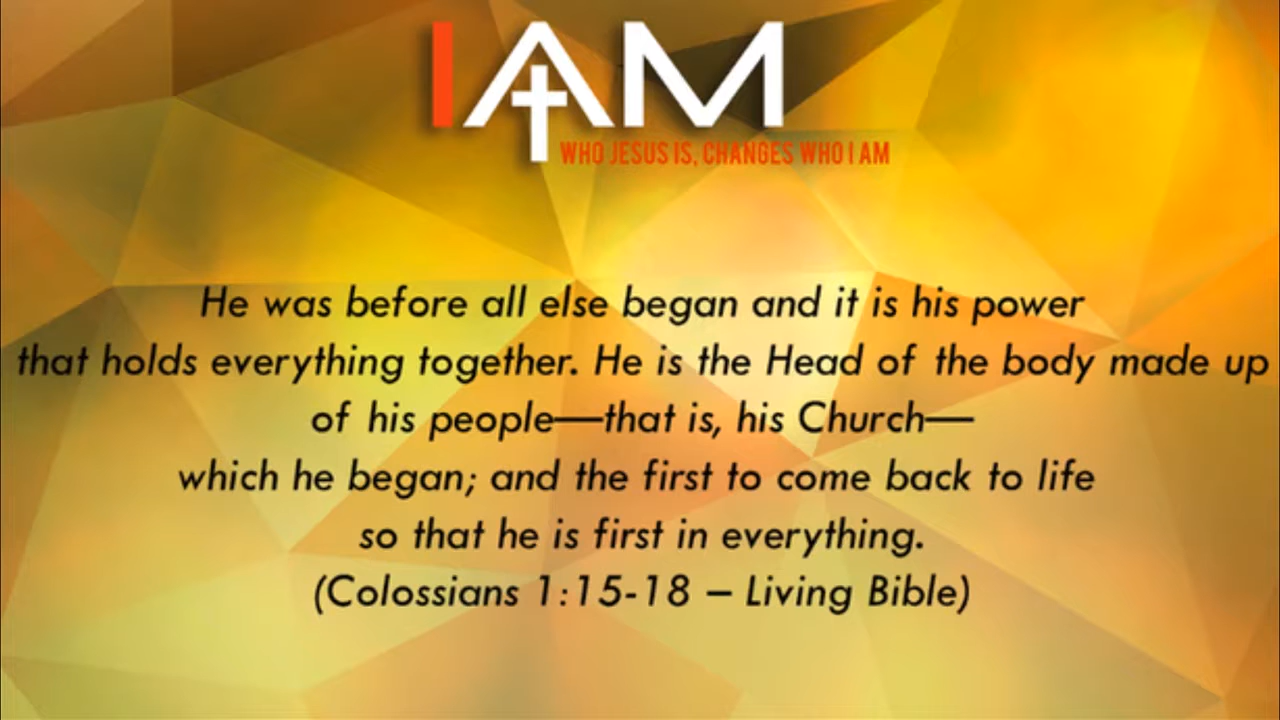 I AM
WHO JESUS IS, CHANGES WHO I AM
He was before all else began and it is his power
that holds everything together. He is the Head of the body made up
of his people—that is, his Church—
which he began; and the first to come back to life
so that he is first in everything.
(Colossians 1:15-18 – Living Bible)